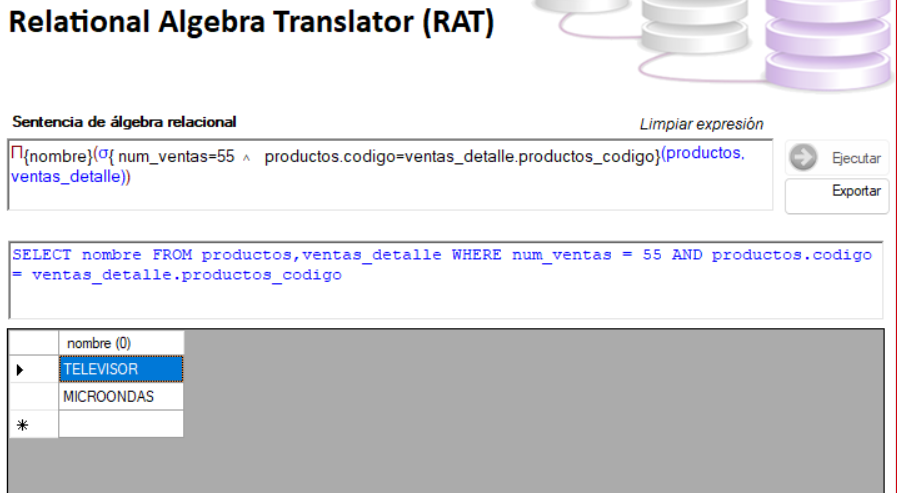 Relational Algebra Translator (RAT)
Sentencia de álgebra relacional
Limpiar expresión
Π{nombre}(σ{ num_ventas=55 ∧ productos.codigo=ventas_detalle.productos_codigo}(productos,
ventas_detalle))
Ejecutar
Exportar
SELECT nombre FROM productos,ventas_detalle WHERE num_ventas = 55 AND productos.codigo
= ventas_detalle.productos_codigo
nombre (0)
TELEVISOR
MICROONDAS